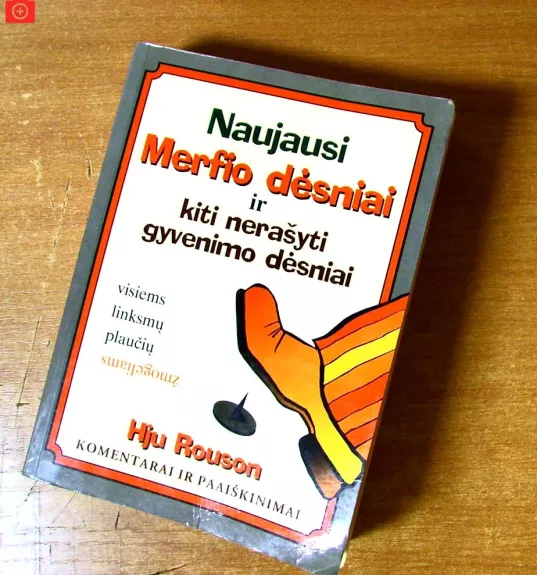 Naujausi
Merfio dėsniai
ir
kiti nerašyti
gyvenimo dėsniai
visiems
linksmų
plaučių
žmogeliams
Hju Rouson
KOMENTARAI IR PAAIŠKINIMAI